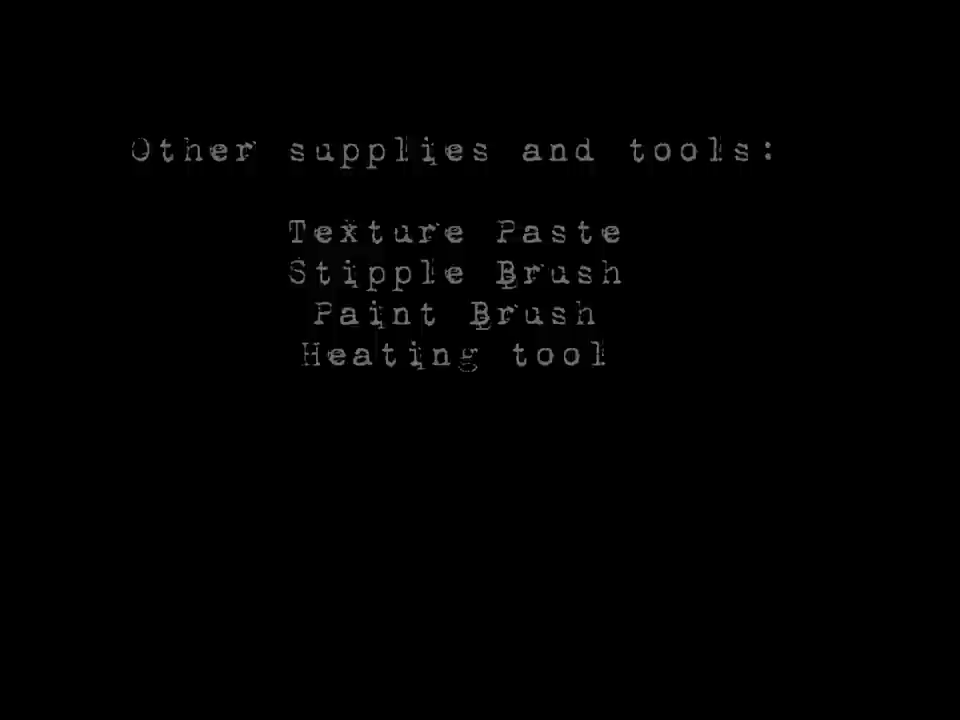 Other supplies and tools:
Texture Paste
Stipple Brush
Paint Brush
Heating tool